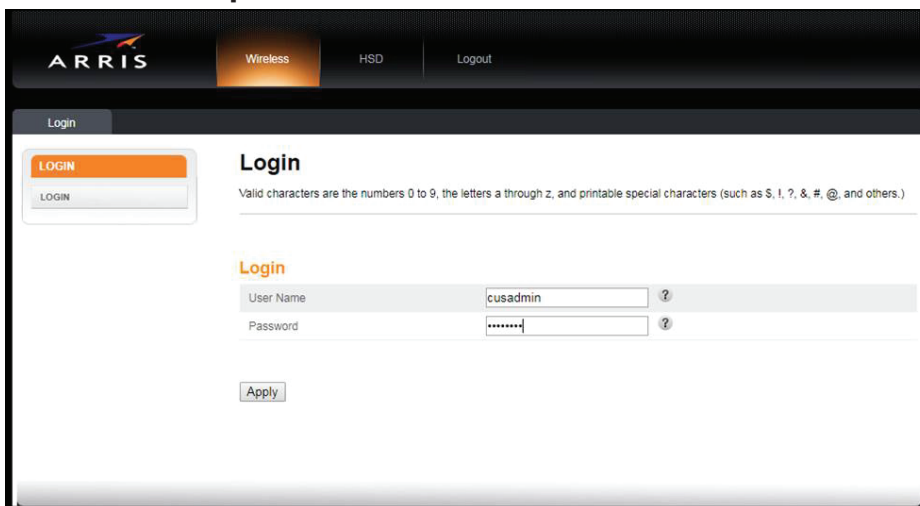 ARRIS
Wireless HSD Logout
Login
LOGIN
LOGIN
Login
Valid characters are the numbers 0 to 9, the letters a through z, and printable special characters (such as $, !, ?, &, #, @, and others.)
Login
User Name cusadmin ?
Password •••••••• ?
Apply